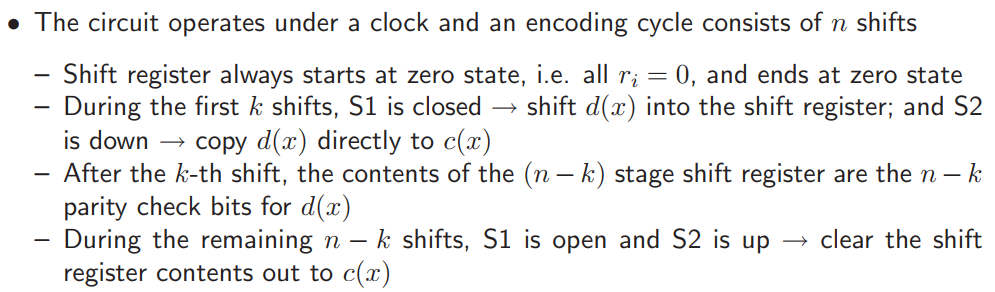 • The circuit operates under a clock and an encoding cycle consists of n shifts
– Shift register always starts at zero state, i.e. all rᵢ = 0, and ends at zero state
– During the first k shifts, S1 is closed → shift d(x) into the shift register; and S2
is down → copy d(x) directly to c(x)
– After the k-th shift, the contents of the (n − k) stage shift register are the n − k
parity check bits for d(x)
– During the remaining n − k shifts, S1 is open and S2 is up → clear the shift
register contents out to c(x)